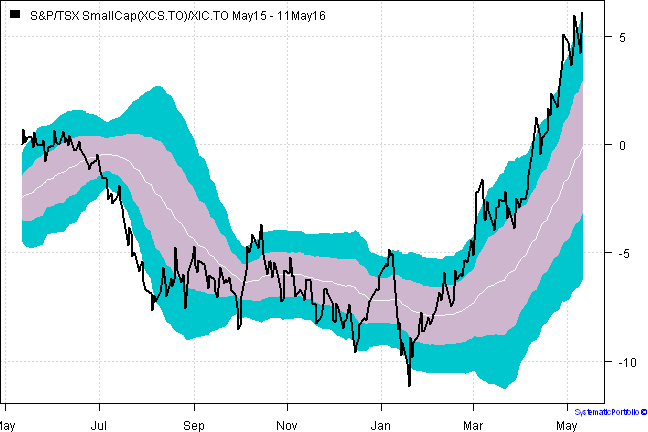 S&P/TSX SmallCap(XCS.TO)/XIC.TO May15 - 11May16
5
0
-5
-10
May Jul Sep Nov Jan Mar May
SystematicPortfolio ©